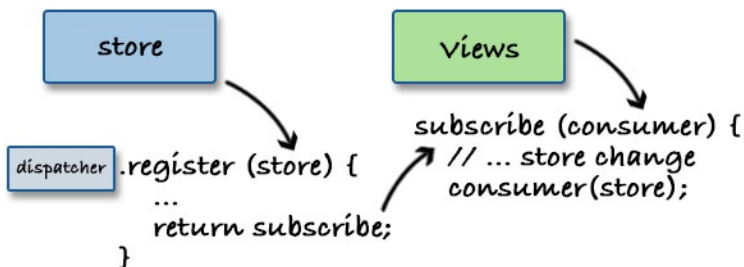 store
dispatcher .register (store) {
...
return subscribe;
}
views
subscribe (consumer) {
// ... store change
consumer(store);